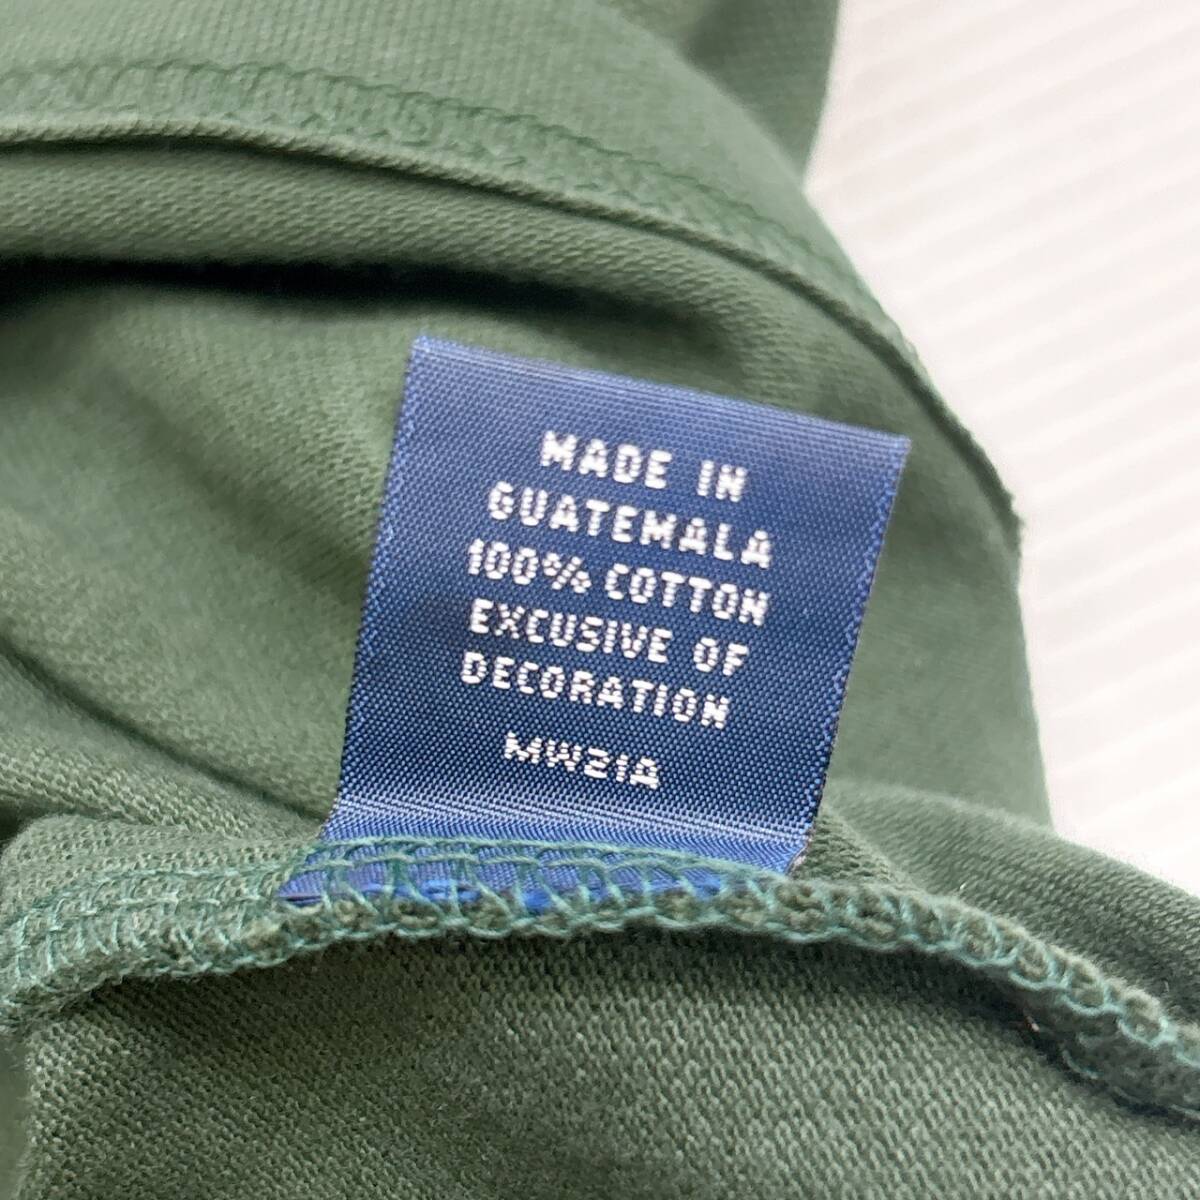 MADE IN
GUATEMALA
100% COTTON
EXCUSIVE OF
DECORATION
MW21A